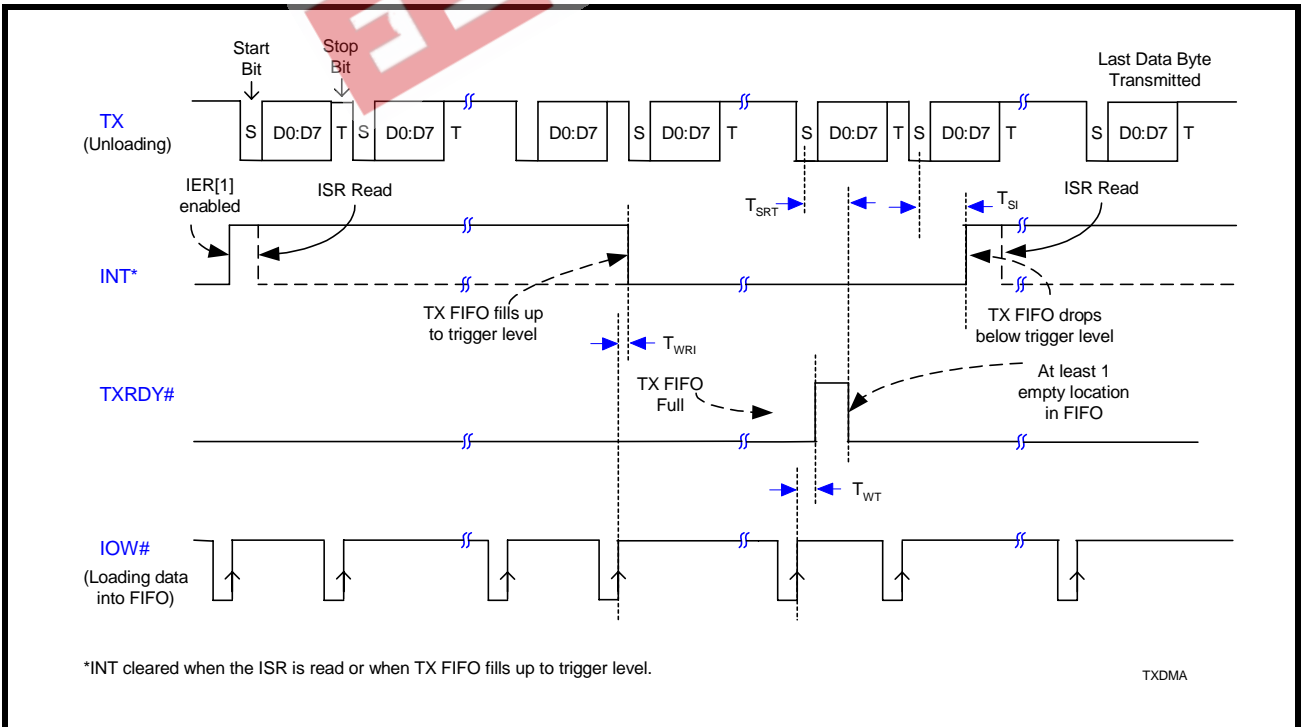 Start
Bit
Stop
Bit
Last Data Byte
Transmitted
TX
(Unloading)
S D0:D7 T S D0:D7 T D0:D7 S D0:D7 T S D0:D7 T S D0:D7 T S D0:D7 T
IER[1]
enabled
ISR Read
TSRT
TSI
ISR Read
INT*
TX FIFO fills up
to trigger level
TX FIFO drops
below trigger level
TWRI
TXRDY#
TX FIFO
Full
At least 1
empty location
in FIFO
TWT
IOW#
(Loading data
into FIFO)
*INT cleared when the ISR is read or when TX FIFO fills up to trigger level.
TXDMA